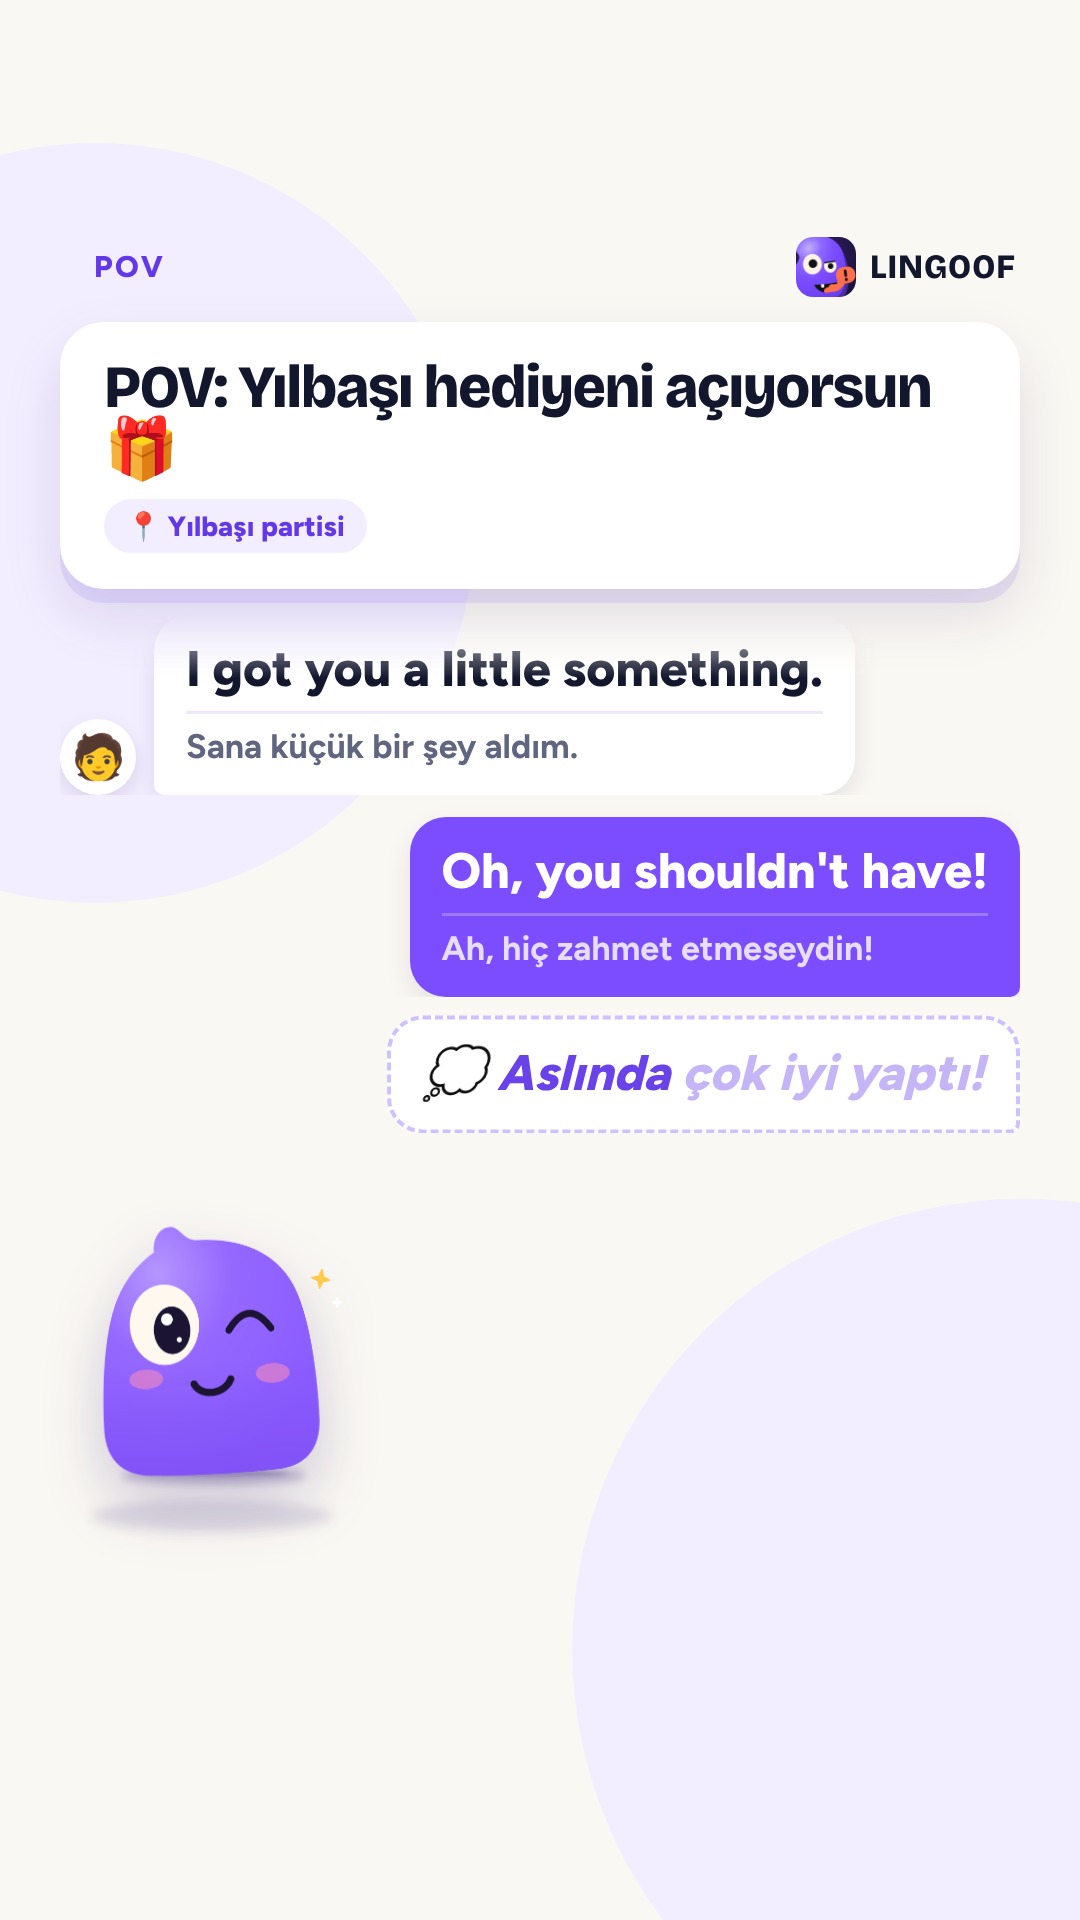 POV
LINGOOF
POV: Yılbaşı hediyeni açıyorsun
🎁
📍 Yılbaşı partisi
I got you a little something.
Sana küçük bir şey aldım.
Oh, you shouldn't have!
Ah, hiç zahmet etmeseydin!
💭 Aslında çok iyi yaptı!